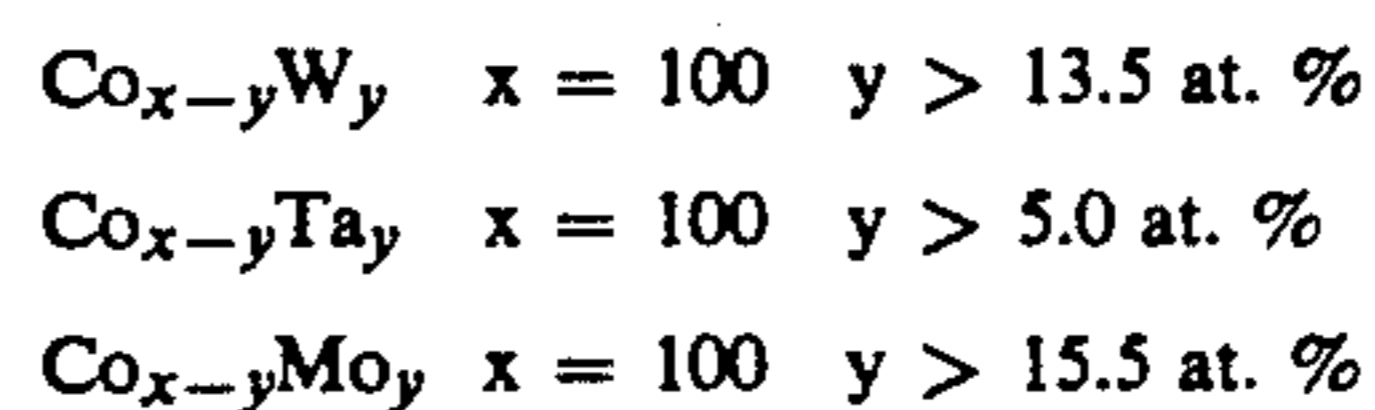 Co_{x−y}W_y x = 100 y > 13.5 at. %
Co_{x−y}Ta_y x = 100 y > 5.0 at. %
Co_{x−y}Mo_y x = 100 y > 15.5 at. %